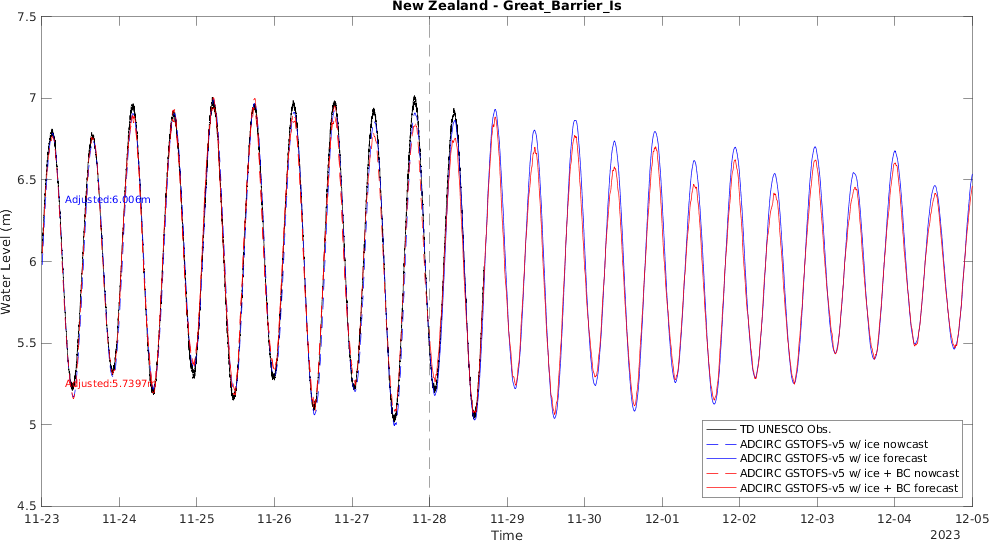 New Zealand - Great_Barrier_Is
7.5
7
6.5
6
5.5
5
4.5
Water Level (m)
Adjusted:6.006m
Adjusted:5.7397m
TD UNESCO Obs.
ADCIRC GSTOFS-v5 w/ ice nowcast
ADCIRC GSTOFS-v5 w/ ice forecast
ADCIRC GSTOFS-v5 w/ ice + BC nowcast
ADCIRC GSTOFS-v5 w/ ice + BC forecast
11-23 11-24 11-25 11-26 11-27 11-28 11-29 11-30 12-01 12-02 12-03 12-04 12-05
Time
2023